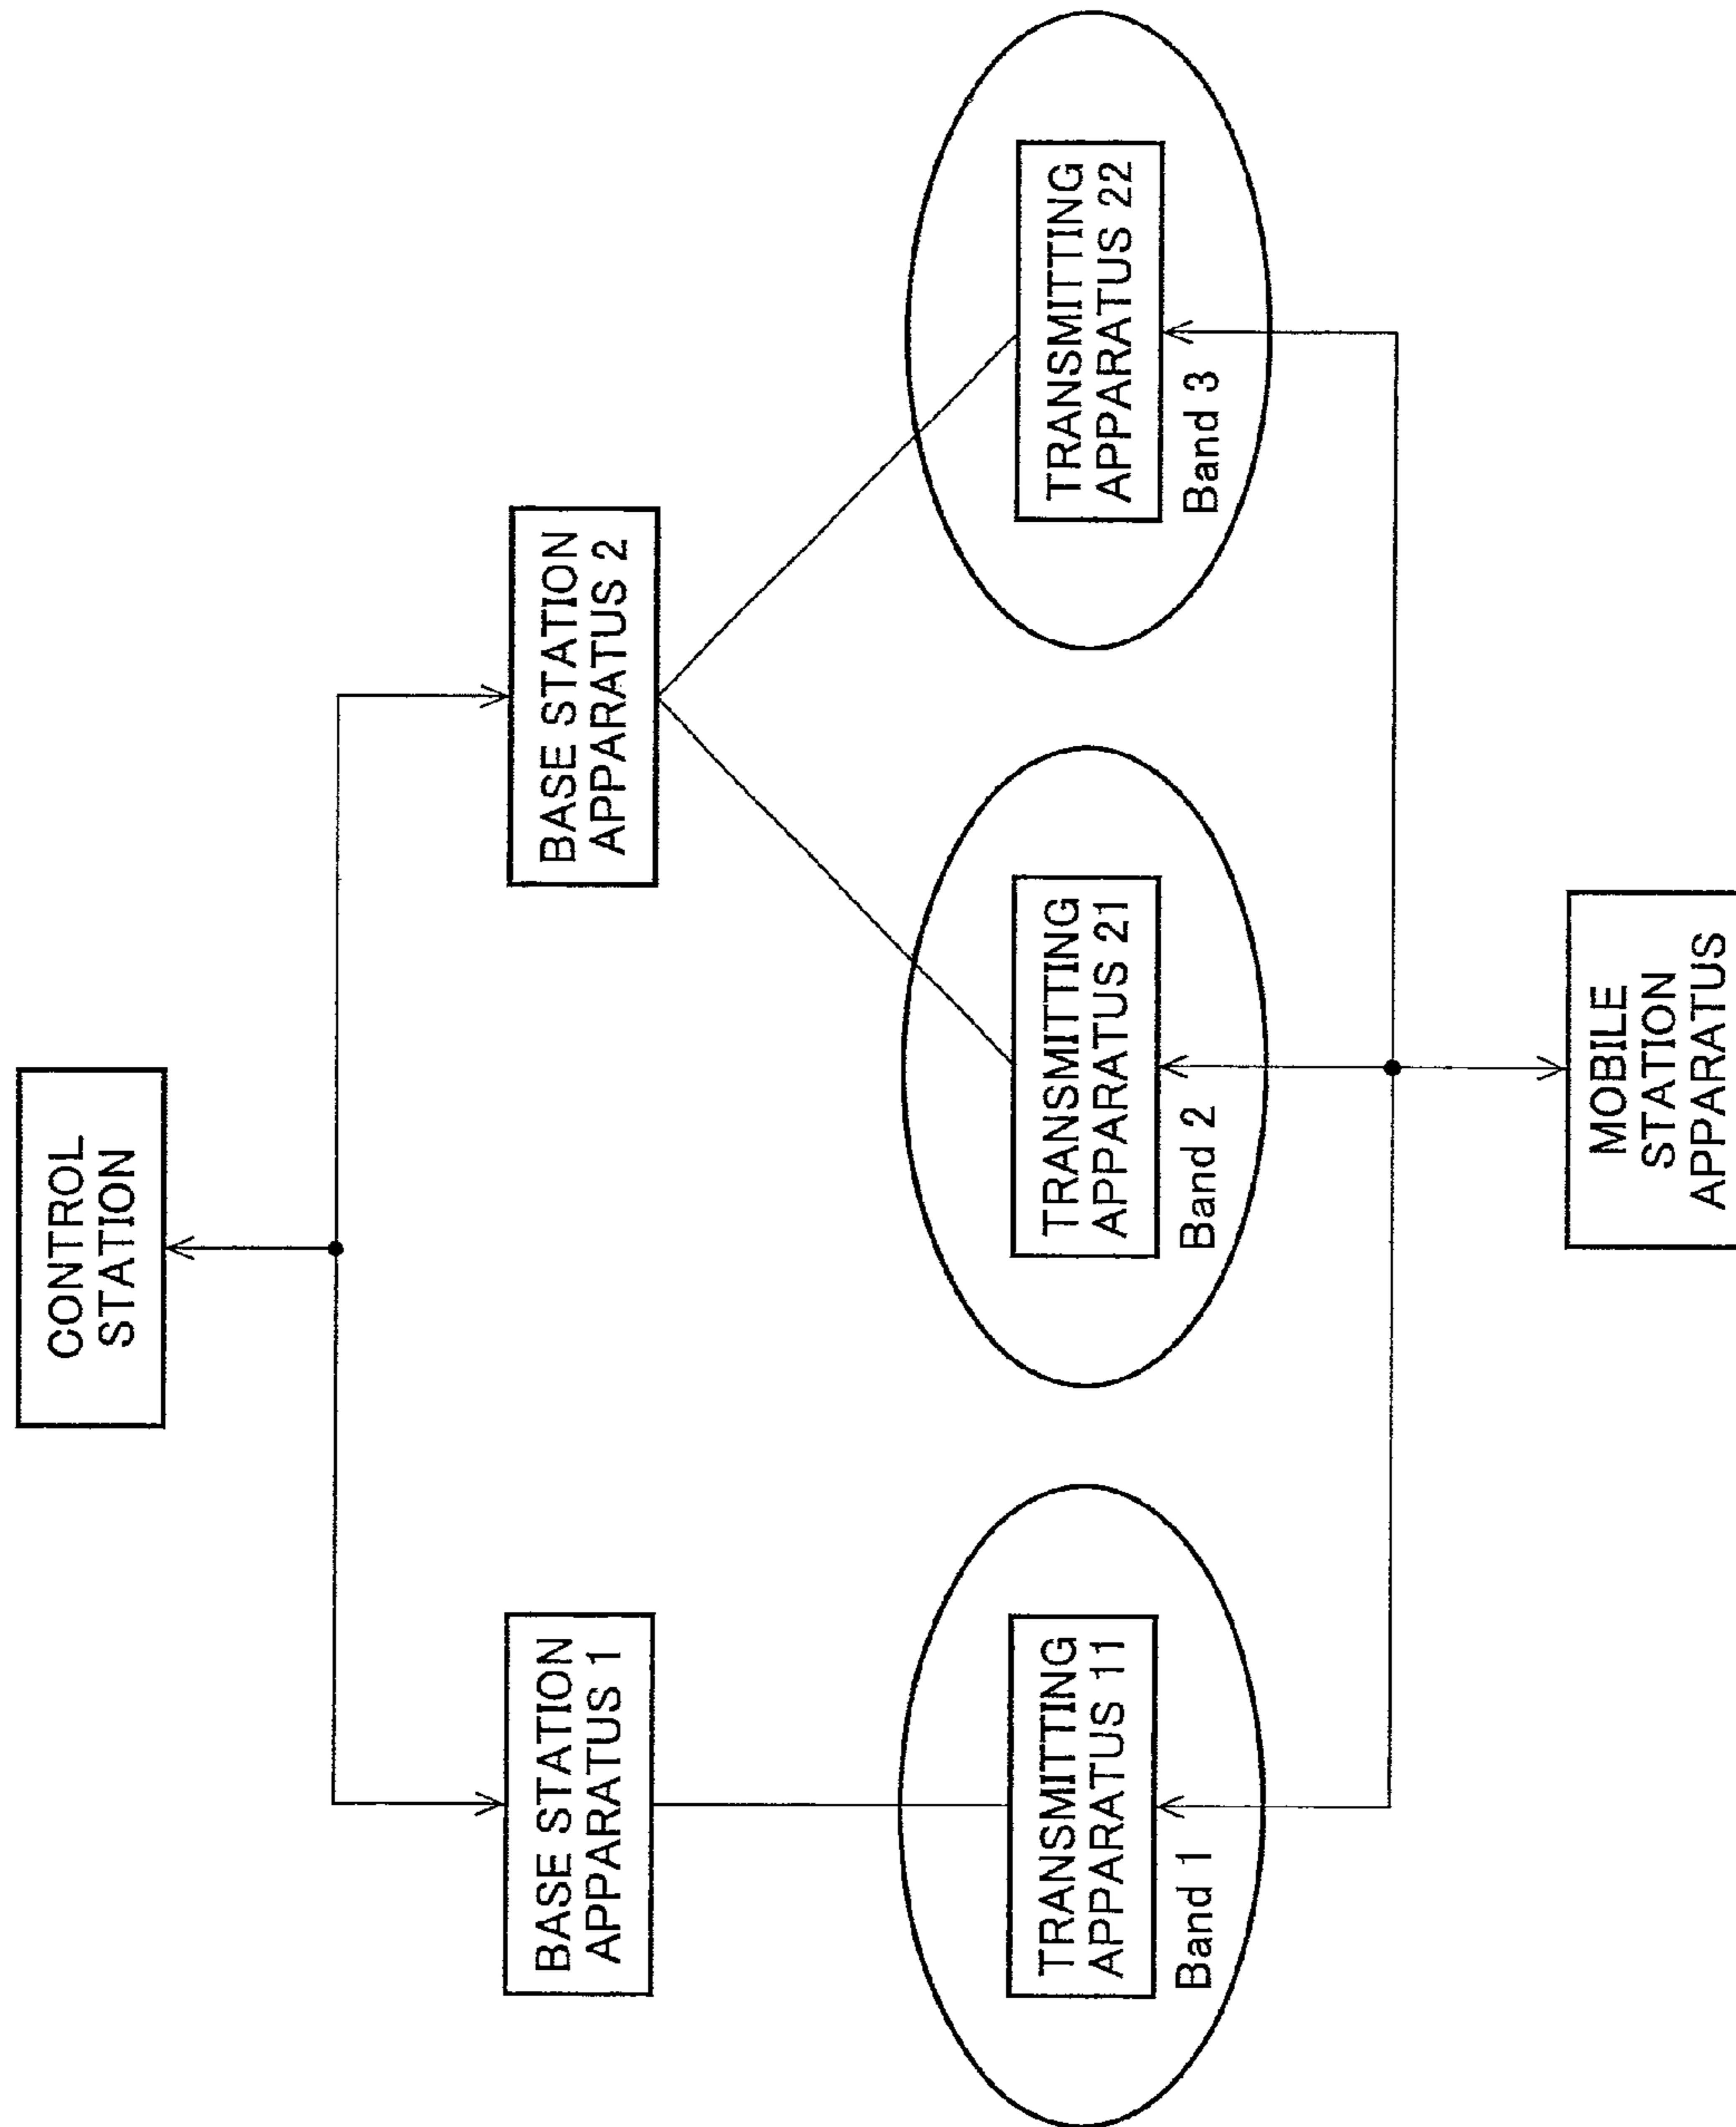 CONTROL
STATION
BASE STATION
APPARATUS 1
BASE STATION
APPARATUS 2
TRANSMITTING
APPARATUS 11
Band 1
TRANSMITTING
APPARATUS 21
Band 2
TRANSMITTING
APPARATUS 22
Band 3
MOBILE
STATION
APPARATUS